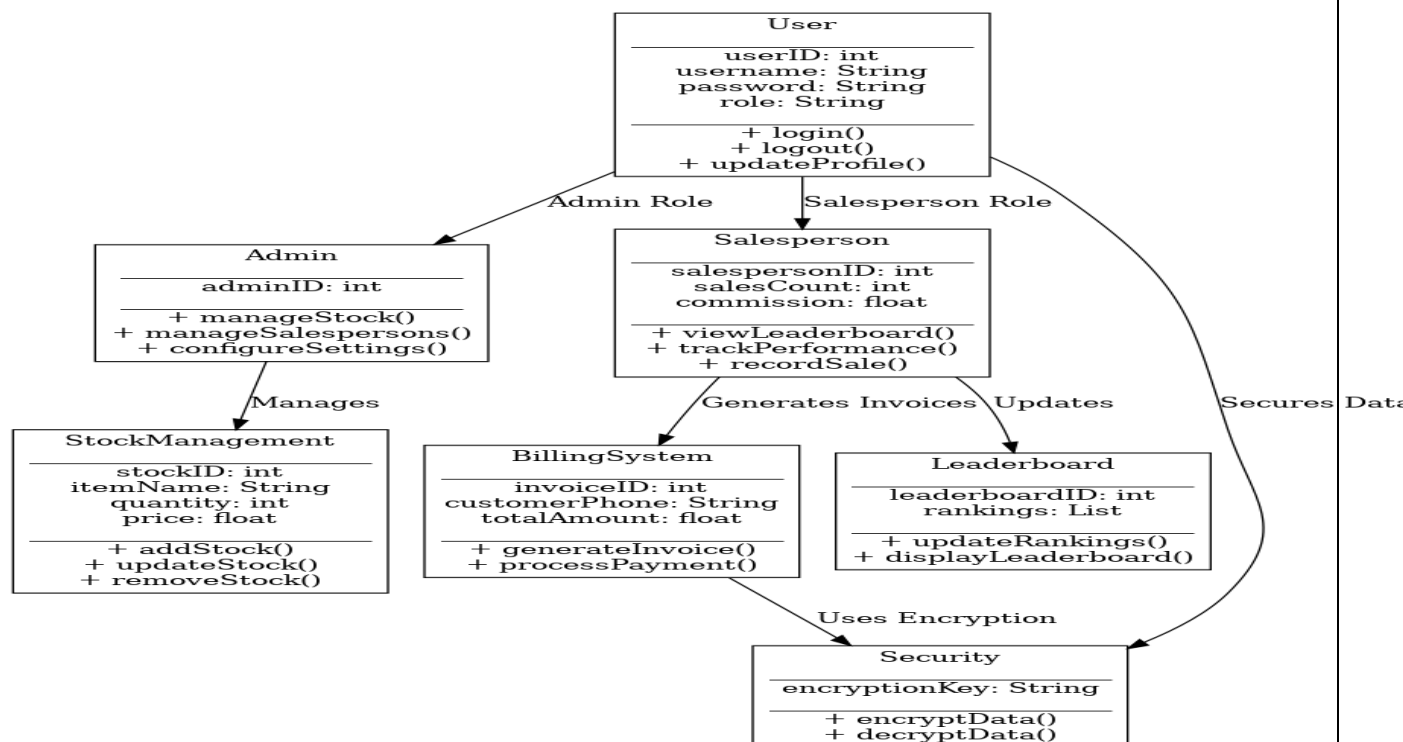 User
userID: int
username: String
password: String
role: String
+ login()
+ logout()
+ updateProfile()
Admin Role
Salesperson Role
Admin
adminID: int
+ manageStock()
+ manageSalespersons()
+ configureSettings()
Salesperson
salespersonID: int
salesCount: int
commission: float
+ viewLeaderboard()
+ trackPerformance()
+ recordSale()
Manages
Generates Invoices
Updates
Secures Data
StockManagement
stockID: int
itemName: String
quantity: int
price: float
+ addStock()
+ updateStock()
+ removeStock()
BillingSystem
invoiceID: int
customerPhone: String
totalAmount: float
+ generateInvoice()
+ processPayment()
Leaderboard
leaderboardID: int
rankings: List
+ updateRankings()
+ displayLeaderboard()
Uses Encryption
Security
encryptionKey: String
+ encryptData()
+ decryptData()